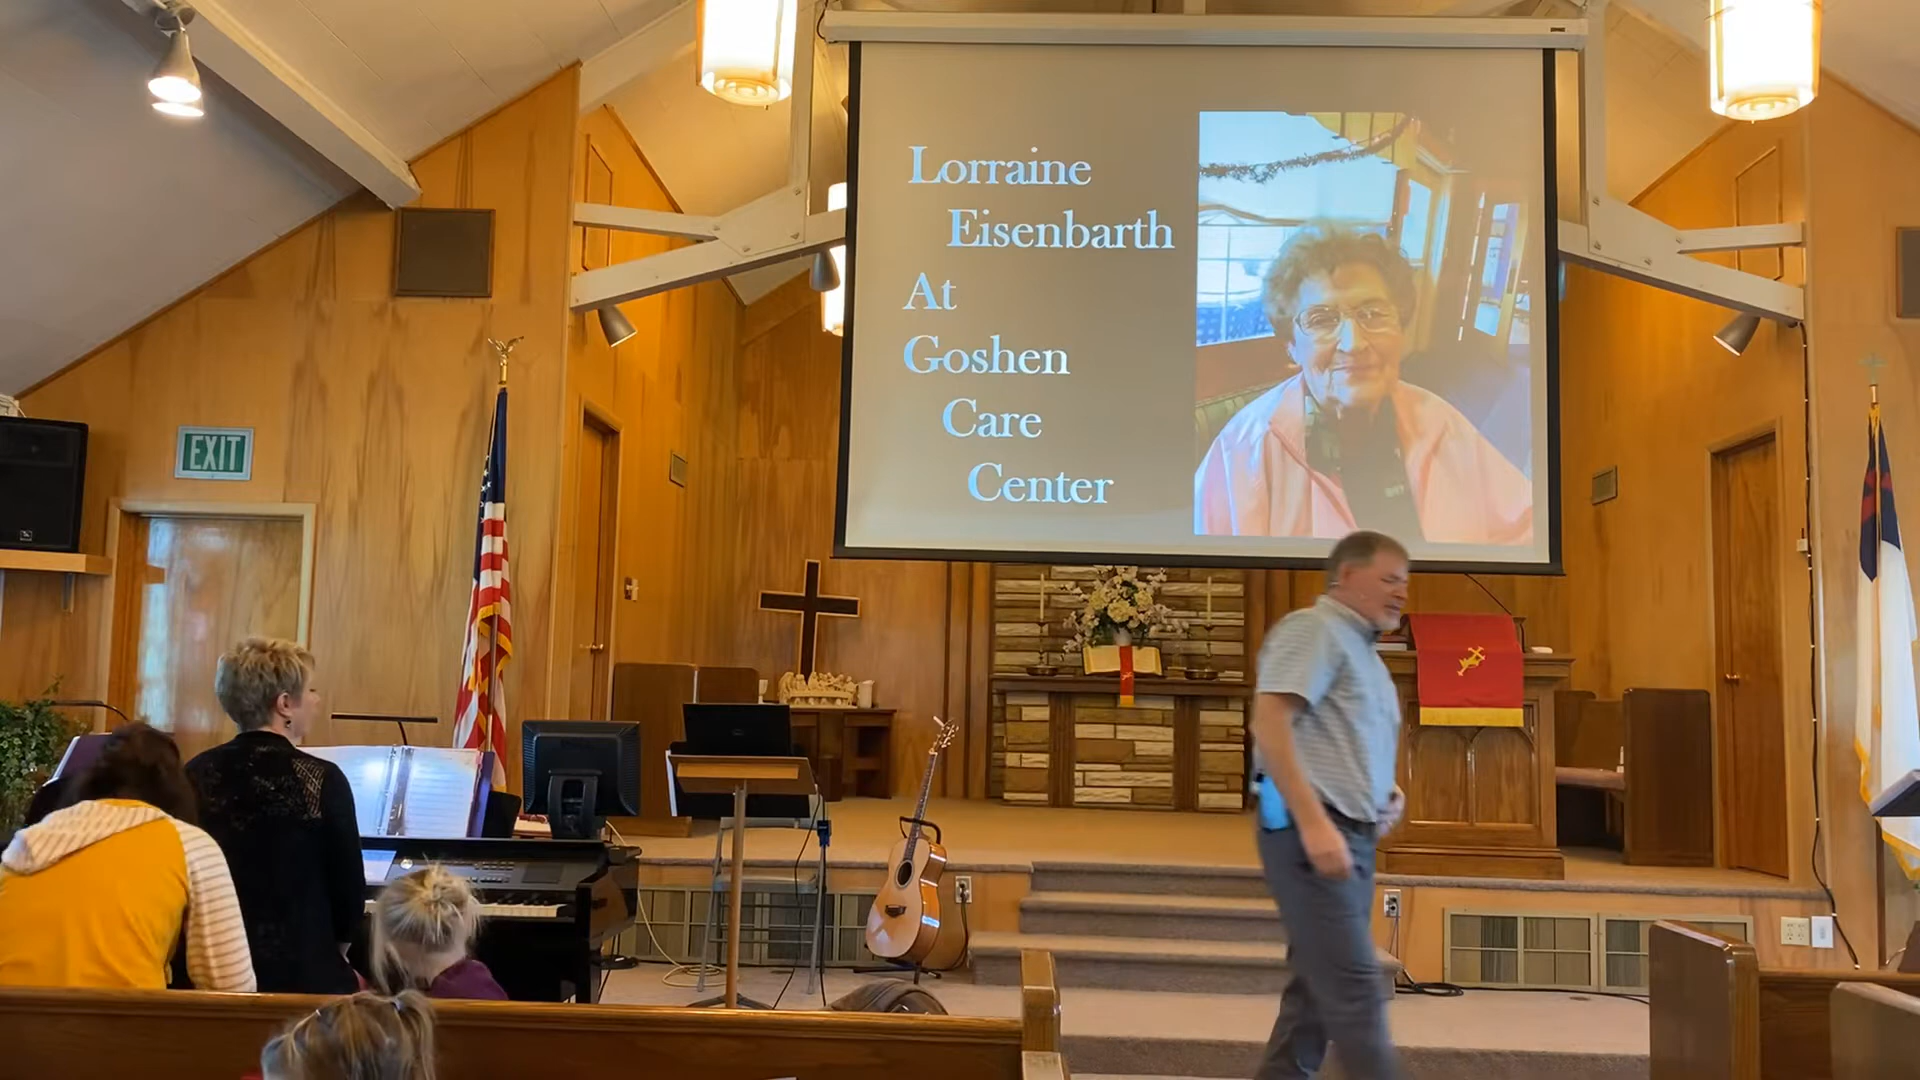 Lorraine
Eisenbarth
At
Goshen
Care
Center
EXIT